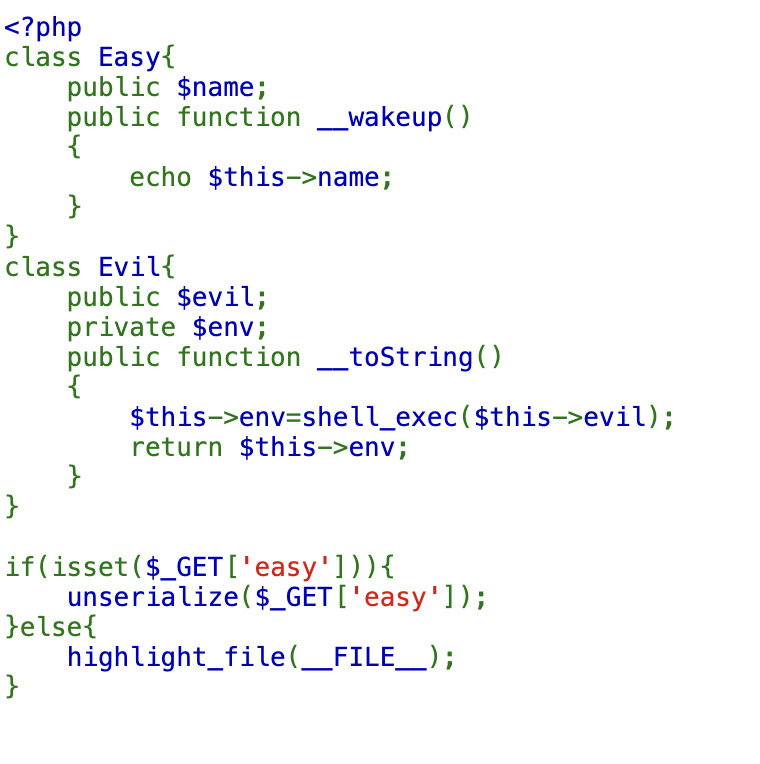 <?php
class Easy{
    public $name;
    public function __wakeup()
    {
        echo $this->name;
    }
}
class Evil{
    public $evil;
    private $env;
    public function __toString()
    {
        $this->env=shell_exec($this->evil);
        return $this->env;
    }
}

if(isset($_GET['easy'])){
    unserialize($_GET['easy']);
}else{
    highlight_file(__FILE__);
}